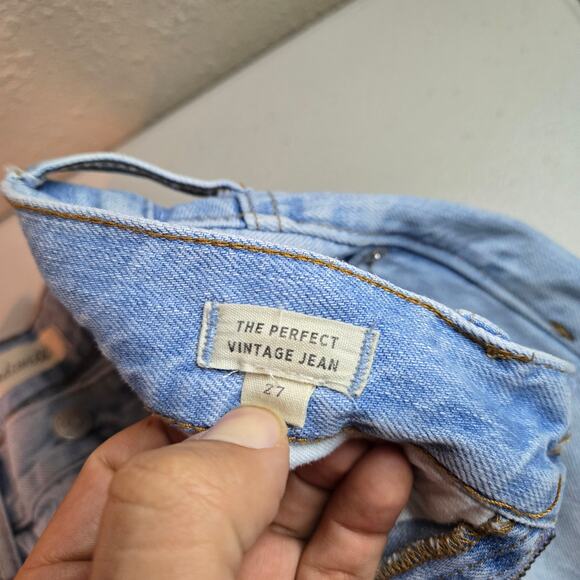 THE PERFECT
VINTAGE JEAN
27